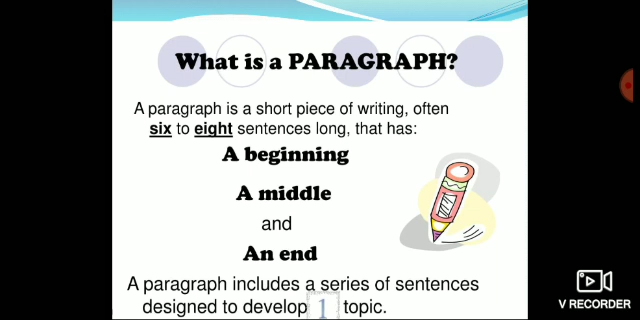 What is a PARAGRAPH?
A paragraph is a short piece of writing, often
six to eight sentences long, that has:
A beginning
A middle
and
An end
A paragraph includes a series of sentences
designed to develop 1 topic.
V RECORDER